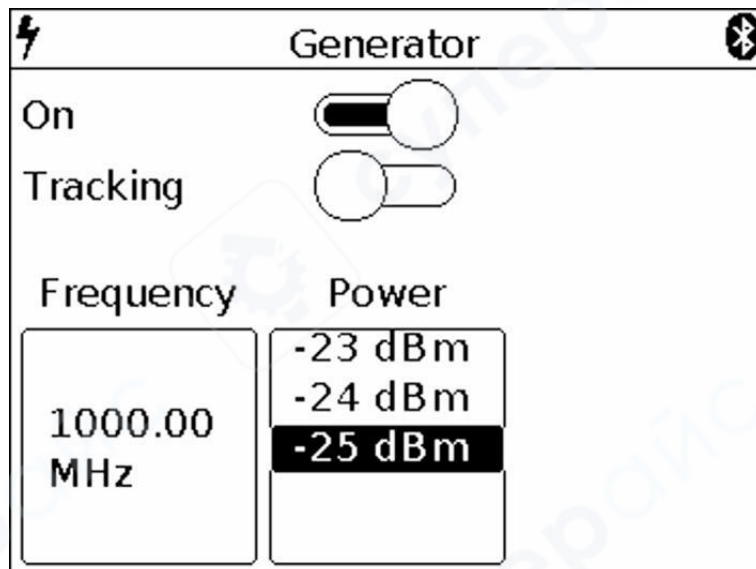 Generator
On
Tracking
Frequency
Power
1000.00
MHz
-23 dBm
-24 dBm
-25 dBm